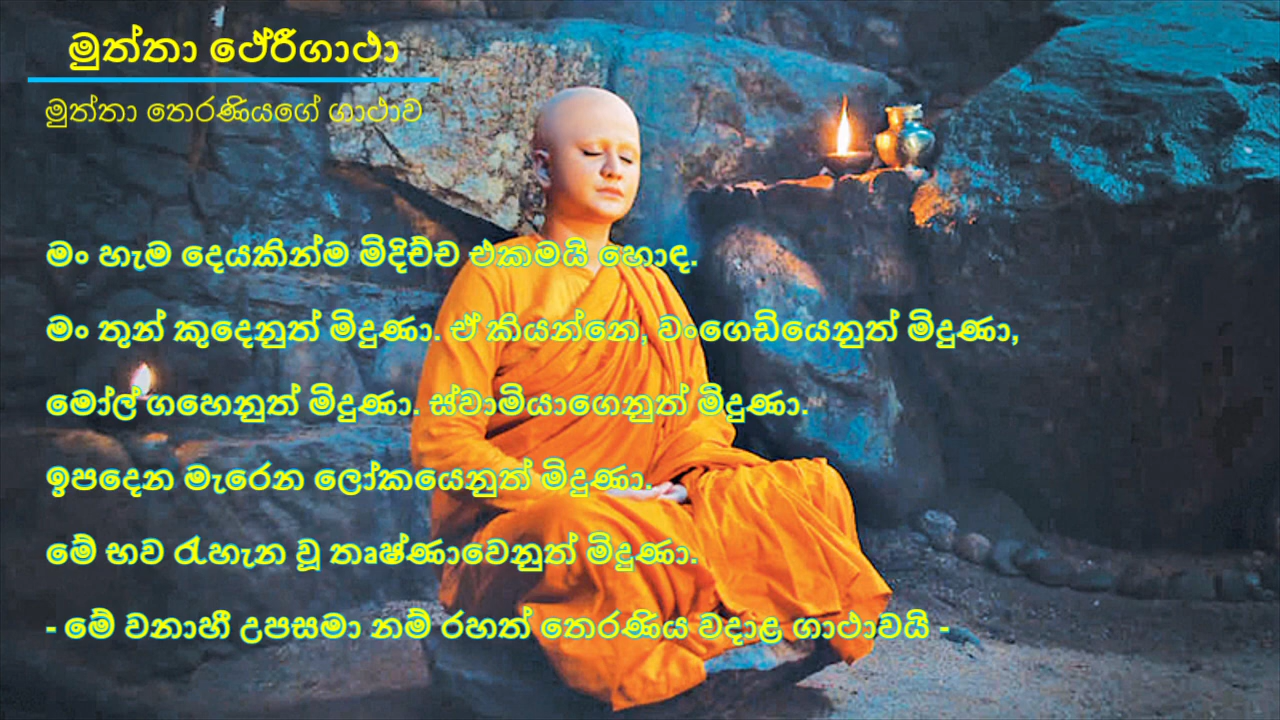 මුත්තා ථේරීගාථා
මුත්තා තෙරණියගේ ගාථාව
මං හැම දෙයකින්ම මිදිච්ච එකමයි හොඳ.
මං තුන් කුදෙනුත් මිදුණා. ඒ කියන්නෙ, වංගෙඩියෙනුත් මිදුණා,
මෝල් ගහෙනුත් මිදුණා. ස්වාමියාගෙනුත් මිදුණා.
ඉපදෙන මැරෙන ලෝකයෙනුත් මිදුණා.
මේ භව රැහැන වූ තෘෂ්ණාවෙනුත් මිදුණා.
- මේ වනාහී උපසමා නම් රහත් තෙරණිය වදාළ ගාථාවයි -